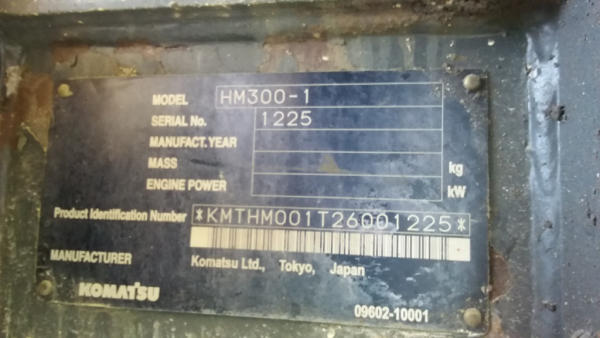 MODEL HM300-1
SERIAL No. 1225
MANUFACT.YEAR
MASS kg
ENGINE POWER kW
Product Identification Number *KMTHM001T26001225*
MANUFACTURER Komatsu Ltd., Tokyo, Japan
KOMATSU
09602-10001